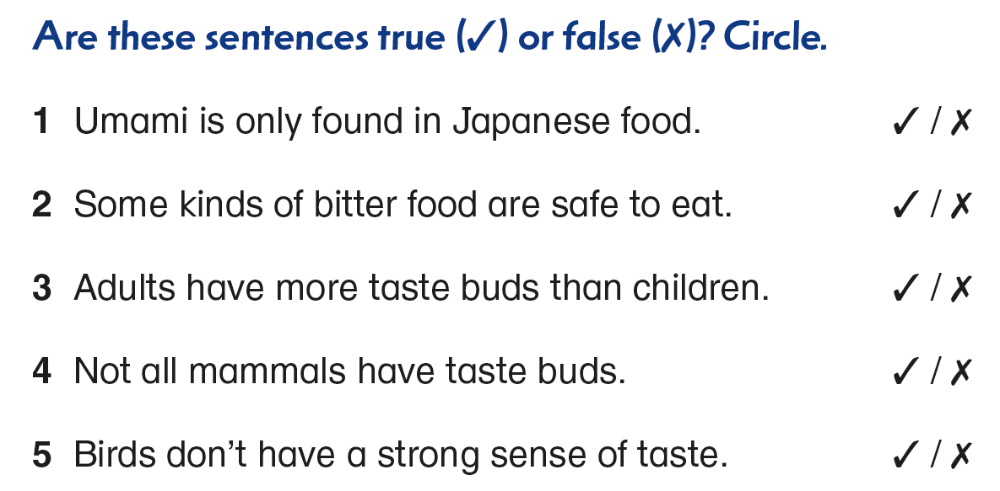 Are these sentences true (✓) or false (✗)? Circle.
1 Umami is only found in Japanese food. ✓ / ✗
2 Some kinds of bitter food are safe to eat. ✓ / ✗
3 Adults have more taste buds than children. ✓ / ✗
4 Not all mammals have taste buds. ✓ / ✗
5 Birds don't have a strong sense of taste. ✓ / ✗